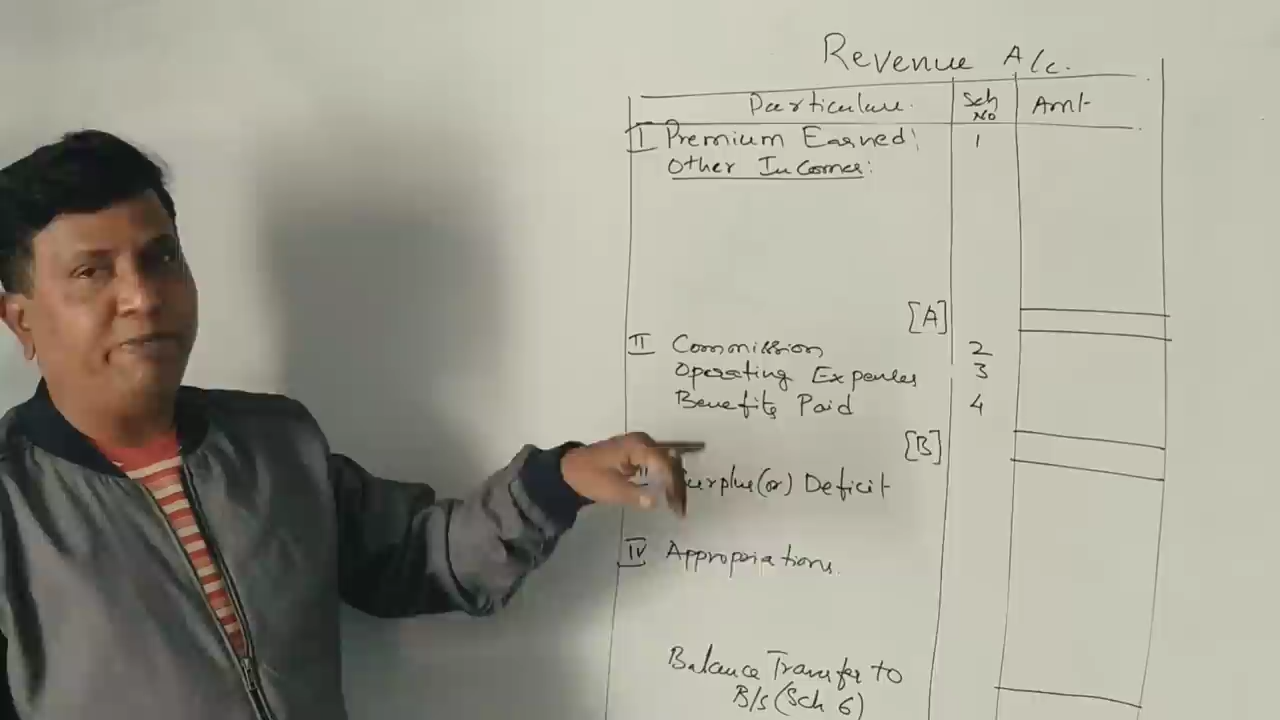 Revenue A/c.
Particulars. Sch No Amt
I Premium Earned: 1
Other Incomes:
[A]
II Commission 2
Operating Expenses 3
Benefits Paid 4
[B]
Surplus (or) Deficit
IV Appropriations.
Balance Transfer to
B/s (Sch 6)